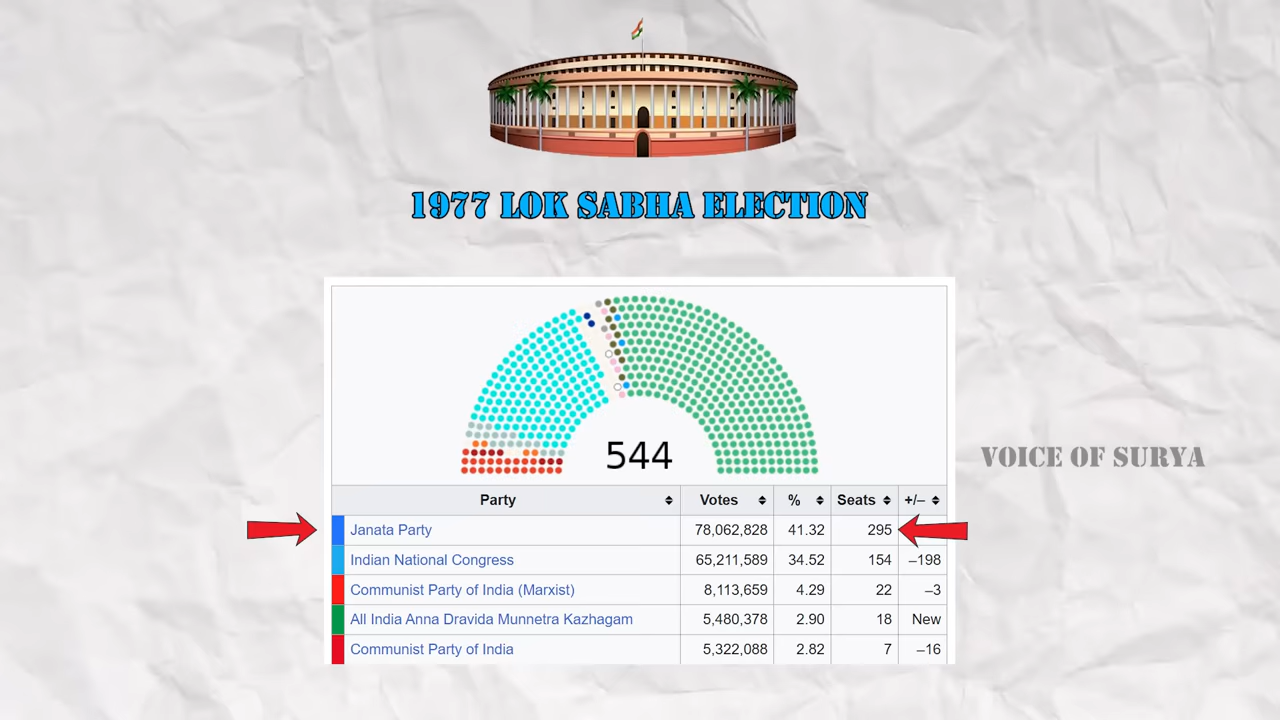 1977 LOK SABHA ELECTION
544
VOICE OF SURYA
Party Votes % Seats +/–
Janata Party 78,062,828 41.32 295
Indian National Congress 65,211,589 34.52 154 –198
Communist Party of India (Marxist) 8,113,659 4.29 22 –3
All India Anna Dravida Munnetra Kazhagam 5,480,378 2.90 18 New
Communist Party of India 5,322,088 2.82 7 –16